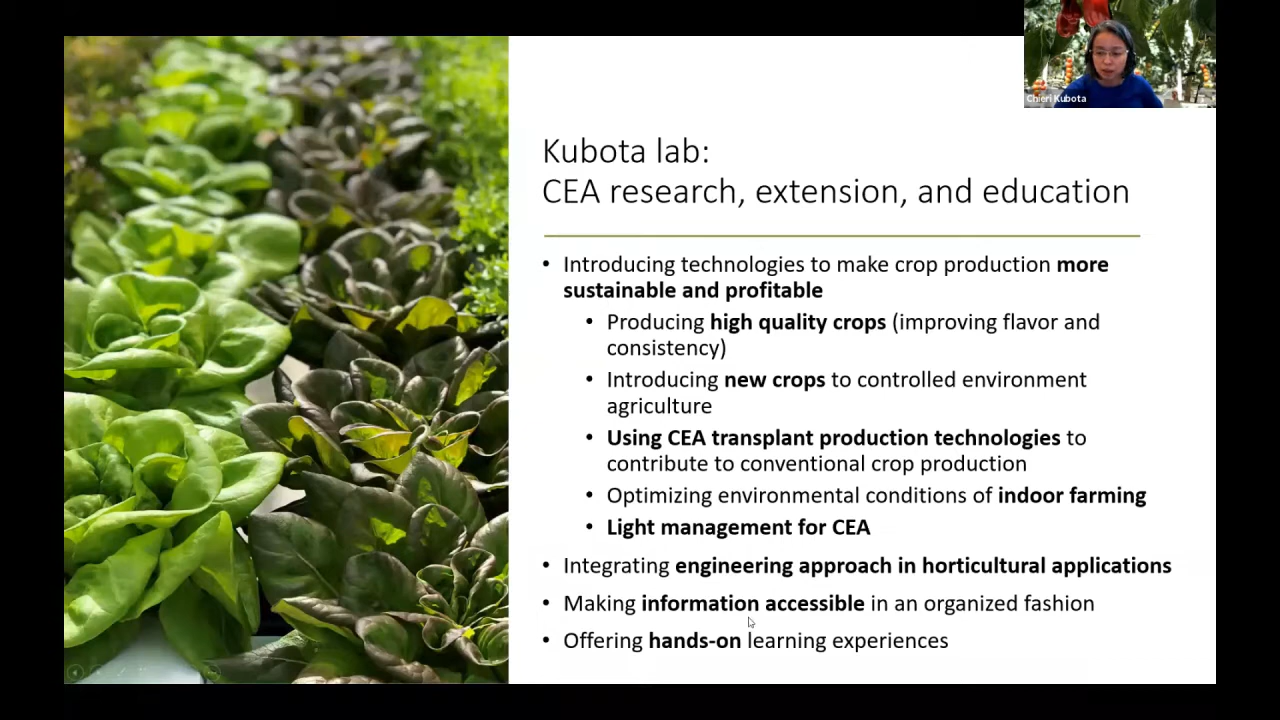 Chieri Kubota
Kubota lab:
CEA research, extension, and education
• Introducing technologies to make crop production more
sustainable and profitable
• Producing high quality crops (improving flavor and
consistency)
• Introducing new crops to controlled environment
agriculture
• Using CEA transplant production technologies to
contribute to conventional crop production
• Optimizing environmental conditions of indoor farming
• Light management for CEA
• Integrating engineering approach in horticultural applications
• Making information accessible in an organized fashion
• Offering hands-on learning experiences